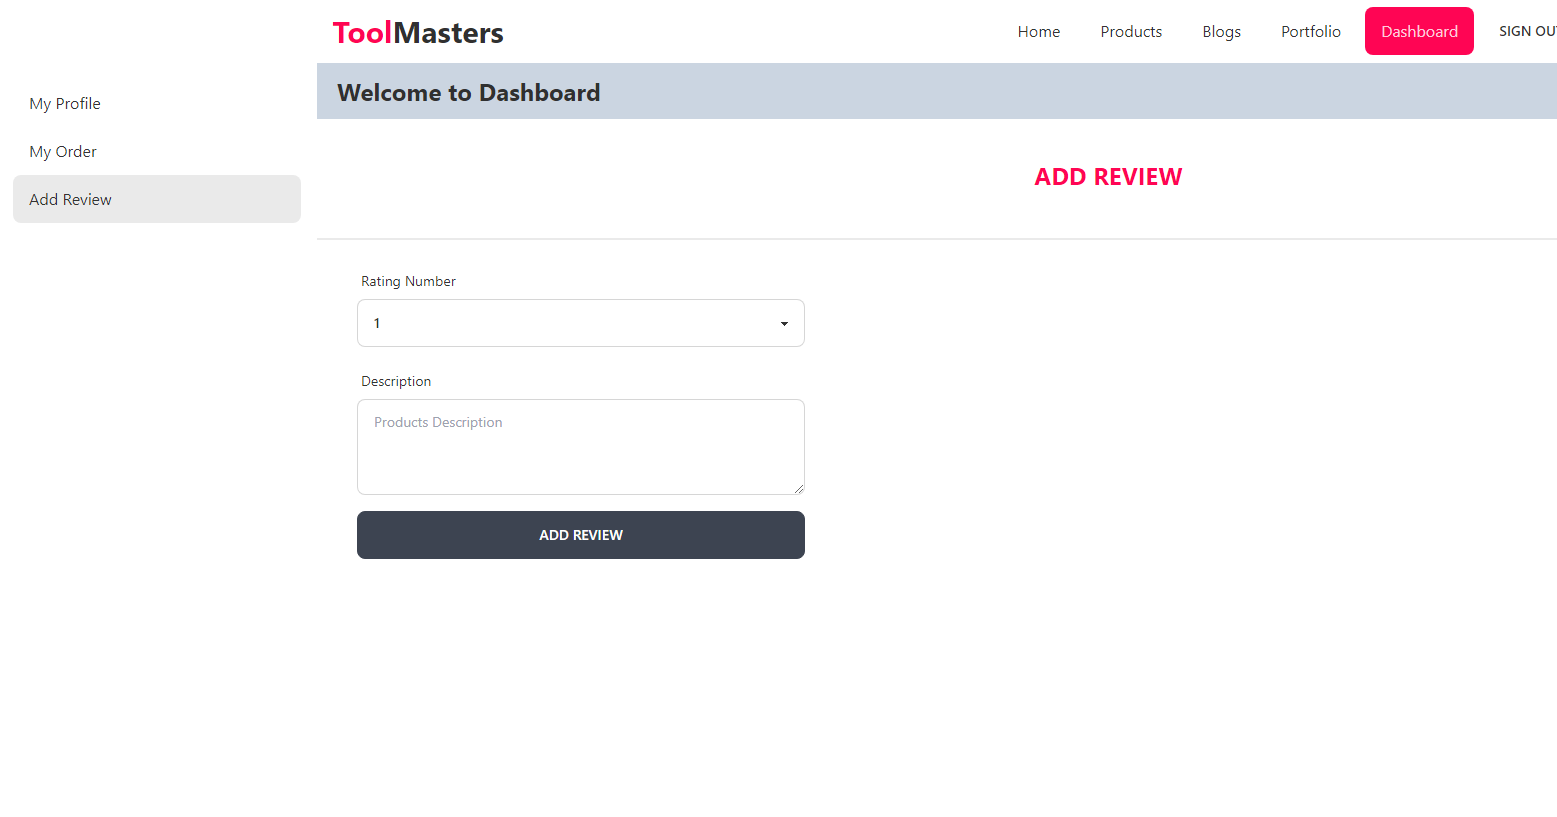 ToolMasters
Home Products Blogs Portfolio Dashboard SIGN OU
My Profile
My Order
Add Review
Welcome to Dashboard
ADD REVIEW
Rating Number
1
Description
Products Description
ADD REVIEW